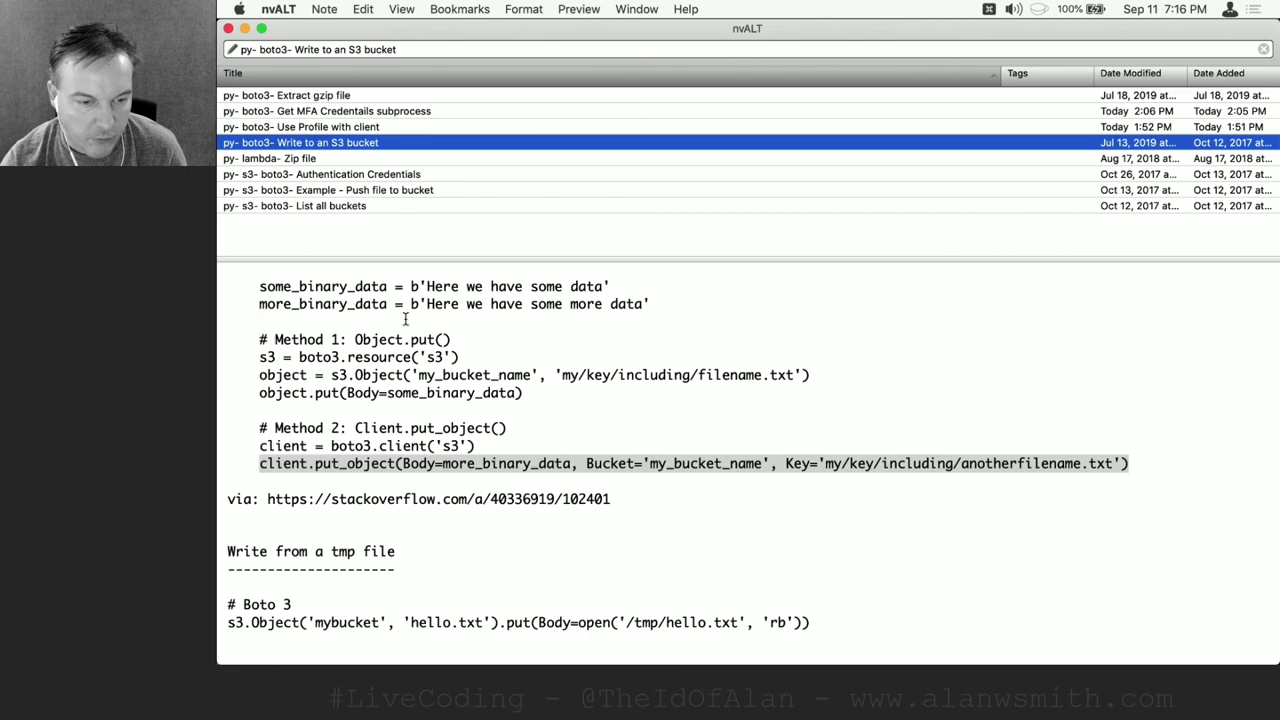 nvALT Note Edit View Bookmarks Format Preview Window Help 100% Sep 11 7:16 PM
nvALT
py- boto3- Write to an S3 bucket
Title Tags Date Modified Date Added
py- boto3- Extract gzip file Jul 18, 2019 at... Jul 18, 2019 at...
py- boto3- Get MFA Credentails subprocess Today 2:06 PM Today 2:05 PM
py- boto3- Use Profile with client Today 1:52 PM Today 1:51 PM
py- boto3- Write to an S3 bucket Jul 13, 2019 at... Oct 12, 2017 at...
py- lambda- Zip file Aug 17, 2018 at... Aug 17, 2018 at...
py- s3- boto3- Authentication Credentials Oct 26, 2017 a... Oct 13, 2017 at...
py- s3- boto3- Example - Push file to bucket Oct 13, 2017 at... Oct 12, 2017 at...
py- s3- boto3- List all buckets Oct 12, 2017 at... Oct 12, 2017 at...
some_binary_data = b'Here we have some data'
more_binary_data = b'Here we have some more data'
# Method 1: Object.put()
s3 = boto3.resource('s3')
object = s3.Object('my_bucket_name', 'my/key/including/filename.txt')
object.put(Body=some_binary_data)
# Method 2: Client.put_object()
client = boto3.client('s3')
client.put_object(Body=more_binary_data, Bucket='my_bucket_name', Key='my/key/including/anotherfilename.txt')
via: https://stackoverflow.com/a/40336919/102401
Write from a tmp file
---------------------
# Boto 3
s3.Object('mybucket', 'hello.txt').put(Body=open('/tmp/hello.txt', 'rb'))
#LiveCoding - @TheIdOfAlan - www.alanwsmith.com